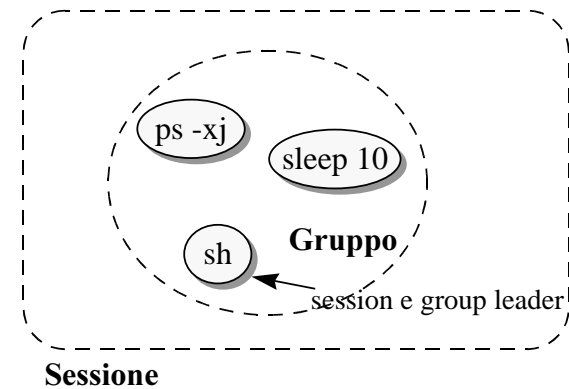 ps -xj
sleep 10
Gruppo
sh
session e group leader
Sessione